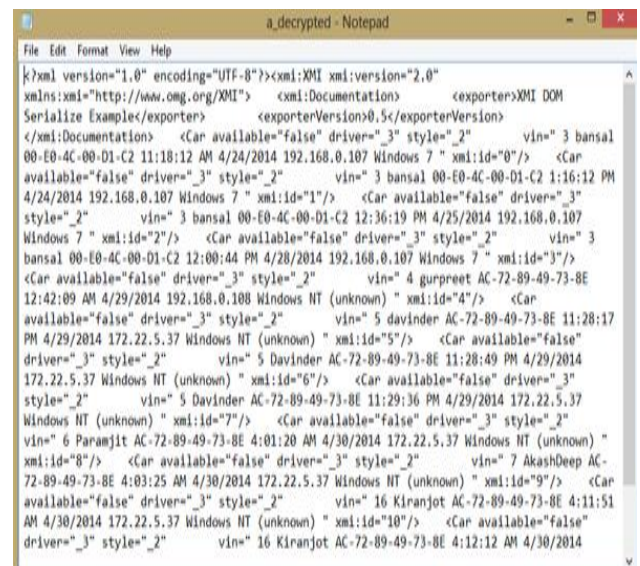 a_decrypted - Notepad
File Edit Format View Help
<?xml version="1.0" encoding="UTF-8"?><xmi:XMI xmi:version="2.0"
xmlns:xmi="http://www.omg.org/XMI"> <xmi:Documentation> <exporter>XMI DOM
Serialize Example</exporter> <exporterVersion>0.5</exporterVersion>
</xmi:Documentation> <Car available="false" driver="_3" style="_2" vin=" 3 bansal
00-E0-4C-00-D1-C2 11:18:12 AM 4/24/2014 192.168.0.107 Windows 7 " xmi:id="0"/> <Car
available="false" driver="_3" style="_2" vin=" 3 bansal 00-E0-4C-00-D1-C2 1:16:12 PM
4/24/2014 192.168.0.107 Windows 7 " xmi:id="1"/> <Car available="false" driver="_3"
style="_2" vin=" 3 bansal 00-E0-4C-00-D1-C2 12:36:19 PM 4/25/2014 192.168.0.107
Windows 7 " xmi:id="2"/> <Car available="false" driver="_3" style="_2" vin=" 3
bansal 00-E0-4C-00-D1-C2 12:00:44 PM 4/28/2014 192.168.0.107 Windows 7 " xmi:id="3"/>
<Car available="false" driver="_3" style="_2" vin=" 4 gurpreet AC-72-89-49-73-8E
12:42:09 AM 4/29/2014 192.168.0.108 Windows NT (unknown) " xmi:id="4"/> <Car
available="false" driver="_3" style="_2" vin=" 5 davinder AC-72-89-49-73-8E 11:28:17
PM 4/29/2014 172.22.5.37 Windows NT (unknown) " xmi:id="5"/> <Car available="false"
driver="_3" style="_2" vin=" 5 Davinder AC-72-89-49-73-8E 11:28:49 PM 4/29/2014
172.22.5.37 Windows NT (unknown) " xmi:id="6"/> <Car available="false" driver="_3"
style="_2" vin=" 5 Davinder AC-72-89-49-73-8E 11:29:36 PM 4/29/2014 172.22.5.37
Windows NT (unknown) " xmi:id="7"/> <Car available="false" driver="_3" style="_2"
vin=" 6 Paramjit AC-72-89-49-73-8E 4:01:20 AM 4/30/2014 172.22.5.37 Windows NT (unknown) "
xmi:id="8"/> <Car available="false" driver="_3" style="_2" vin=" 7 AkashDeep AC-
72-89-49-73-8E 4:03:25 AM 4/30/2014 172.22.5.37 Windows NT (unknown) " xmi:id="9"/> <Car
available="false" driver="_3" style="_2" vin=" 16 Kiranjot AC-72-89-49-73-8E 4:11:51
AM 4/30/2014 172.22.5.37 Windows NT (unknown) " xmi:id="10"/> <Car available="false"
driver="_3" style="_2" vin=" 16 Kiranjot AC-72-89-49-73-8E 4:12:12 AM 4/30/2014